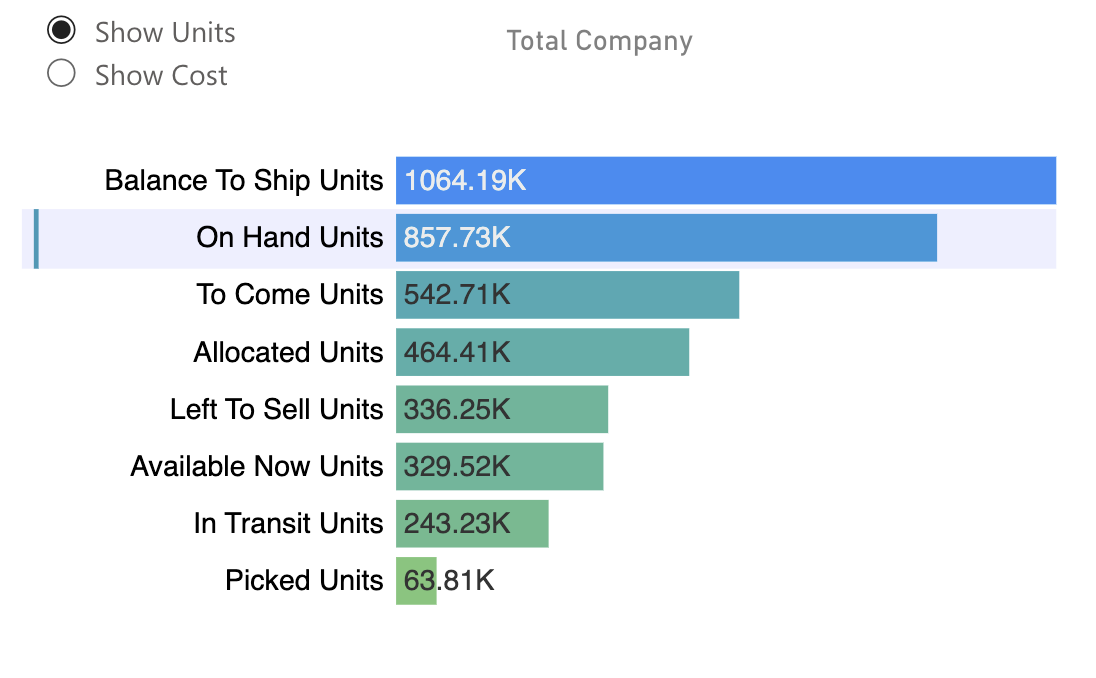 Show Units
Show Cost
Total Company
Balance To Ship Units 1064.19K
On Hand Units 857.73K
To Come Units 542.71K
Allocated Units 464.41K
Left To Sell Units 336.25K
Available Now Units 329.52K
In Transit Units 243.23K
Picked Units 63.81K